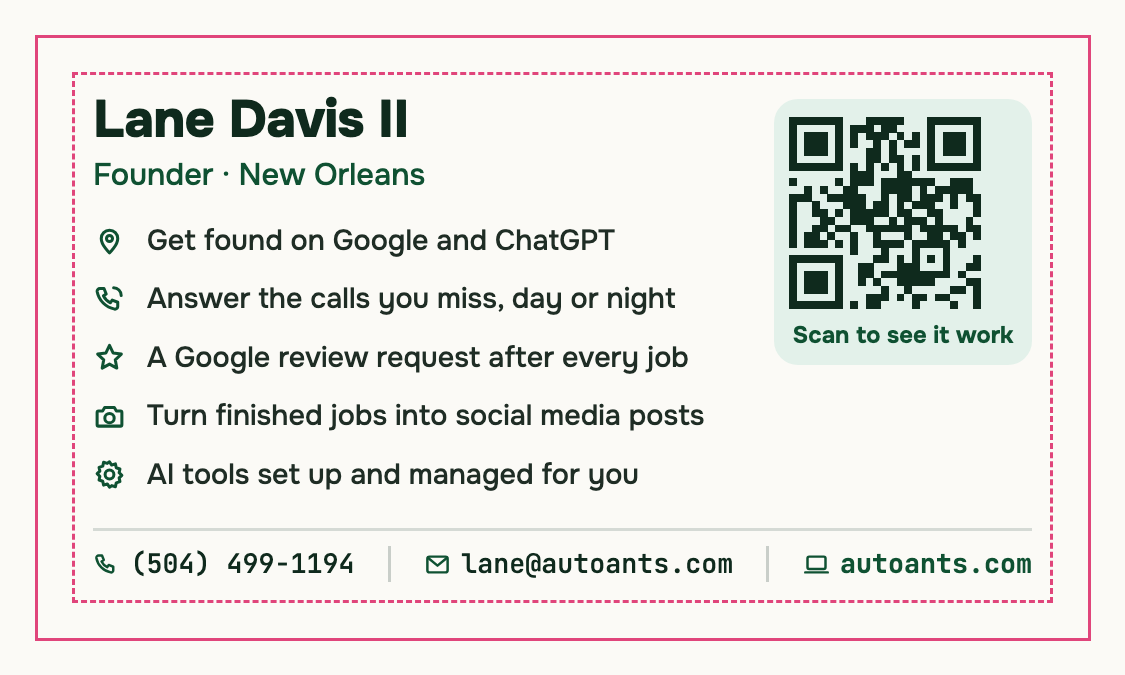 Lane Davis II
Founder · New Orleans
Get found on Google and ChatGPT
Answer the calls you miss, day or night
A Google review request after every job
Turn finished jobs into social media posts
AI tools set up and managed for you
Scan to see it work
(504) 499-1194
lane@autoants.com
autoants.com